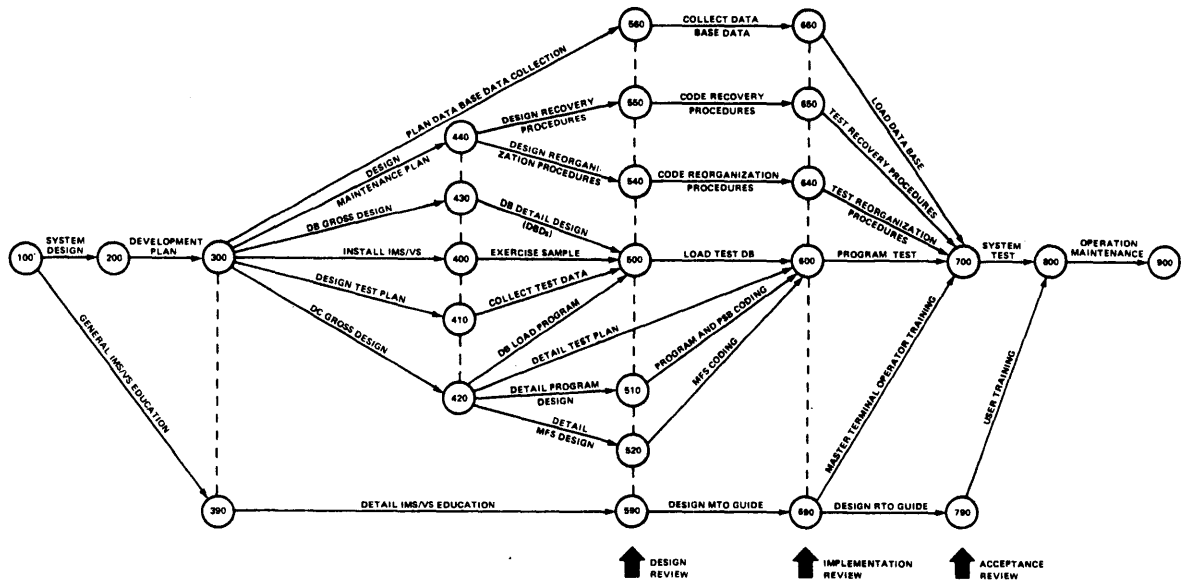 560
COLLECT DATA
BASE DATA
660
PLAN DATA BASE DATA COLLECTION
LOAD DATA BASE
DESIGN RECOVERY
PROCEDURES
550
CODE RECOVERY
PROCEDURES
650
TEST RECOVERY PROCEDURES
DESIGN
MAINTENANCE PLAN
440
DESIGN REORGANI-
ZATION PROCEDURES
540
CODE REORGANIZATION
PROCEDURES
640
TEST REORGANIZATION
PROCEDURES
DB GROSS DESIGN
430
DB DETAIL DESIGN
(DBDs)
100
SYSTEM
DESIGN
200
DEVELOPMENT
PLAN
300
INSTALL IMS/VS
400
EXERCISE SAMPLE
500
LOAD TEST DB
600
PROGRAM TEST
700
SYSTEM
TEST
800
OPERATION
MAINTENANCE
900
DESIGN TEST PLAN
410
COLLECT TEST DATA
DC GROSS DESIGN
420
DB LOAD PROGRAM
DETAIL TEST PLAN
DETAIL PROGRAM
DESIGN
510
PROGRAM AND PSB CODING
DETAIL
MFS DESIGN
520
MFS CODING
GENERAL IMS/VS EDUCATION
MASTER TERMINAL OPERATOR TRAINING
USER TRAINING
390
DETAIL IMS/VS EDUCATION
590
DESIGN MTO GUIDE
690
DESIGN RTO GUIDE
790
DESIGN
REVIEW
IMPLEMENTATION
REVIEW
ACCEPTANCE
REVIEW